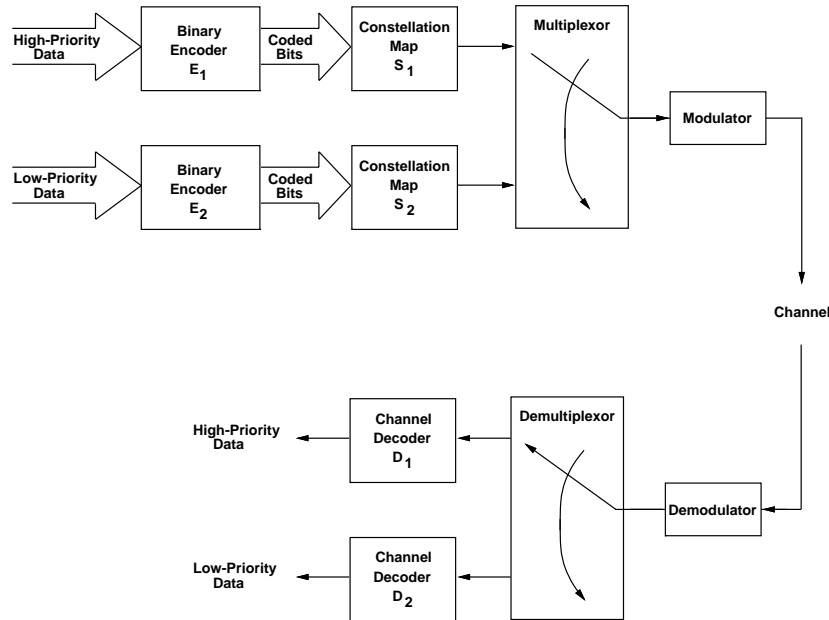 High-Priority
Data
Binary
Encoder
E1
Coded
Bits
Constellation
Map
S1
Multiplexor
Modulator
Low-Priority
Data
Binary
Encoder
E2
Coded
Bits
Constellation
Map
S2
Channel
High-Priority
Data
Channel
Decoder
D1
Demultiplexor
Demodulator
Low-Priority
Data
Channel
Decoder
D2